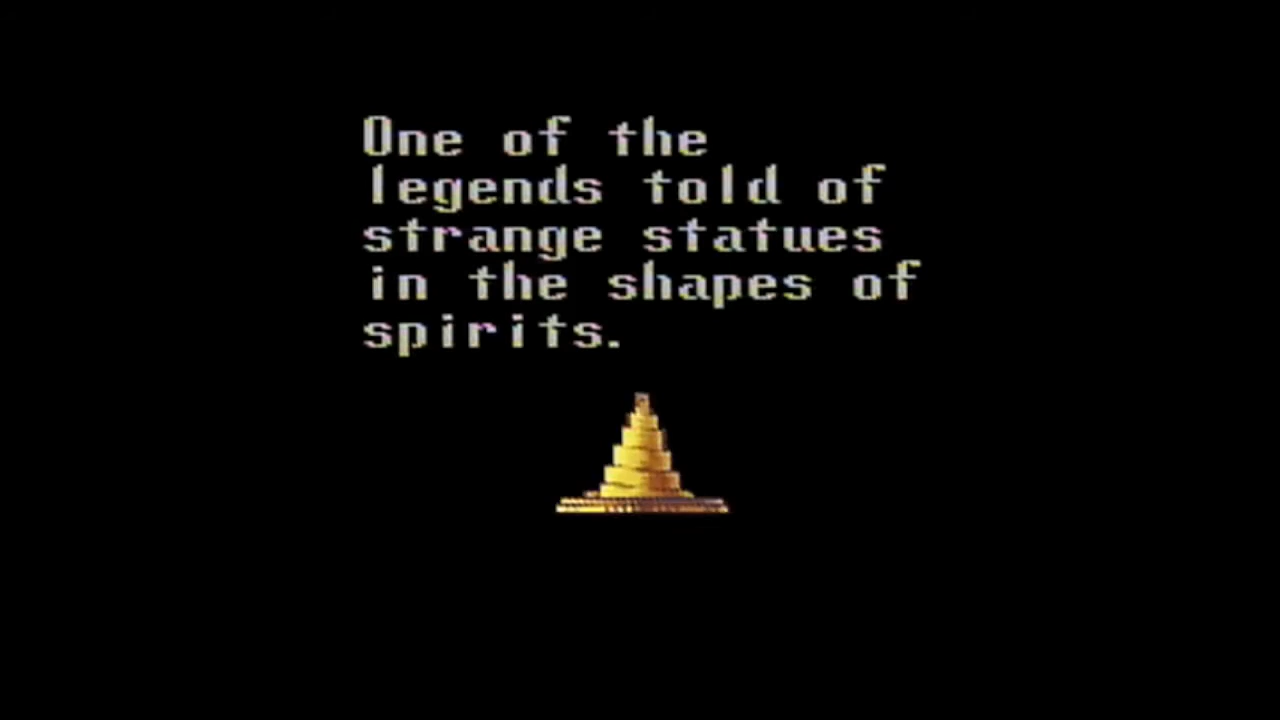 One of the
legends told of
strange statues
in the shapes of
spirits.